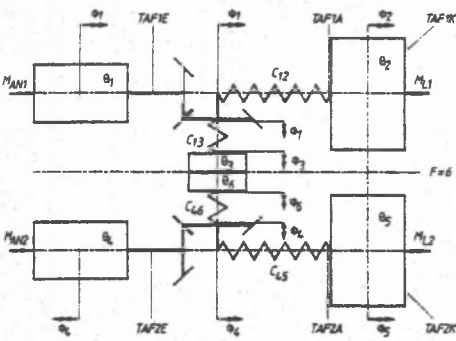 Φ1 TAF1E Φ1 TAF1A Φ2 TAF1K
M_AN1 θ1 C12 θ2 M_L1
C13 Φ1
θ3 Φ3
F=6
θ6
C46 Φ6
M_AN2 θ4 Φ4 θ5 M_L2
C45
Φ4 TAF2E Φ4 TAF2A Φ5 TAF2K